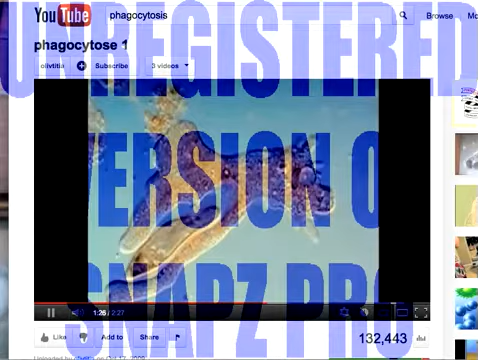 YouTube phagocytosis Browse
UNREGISTERED
phagocytose 1
olivtitia Subscribe 3 videos
VERSION O
1:26 / 2:27
SNAPZ PRO
Like Add to Share 132,443